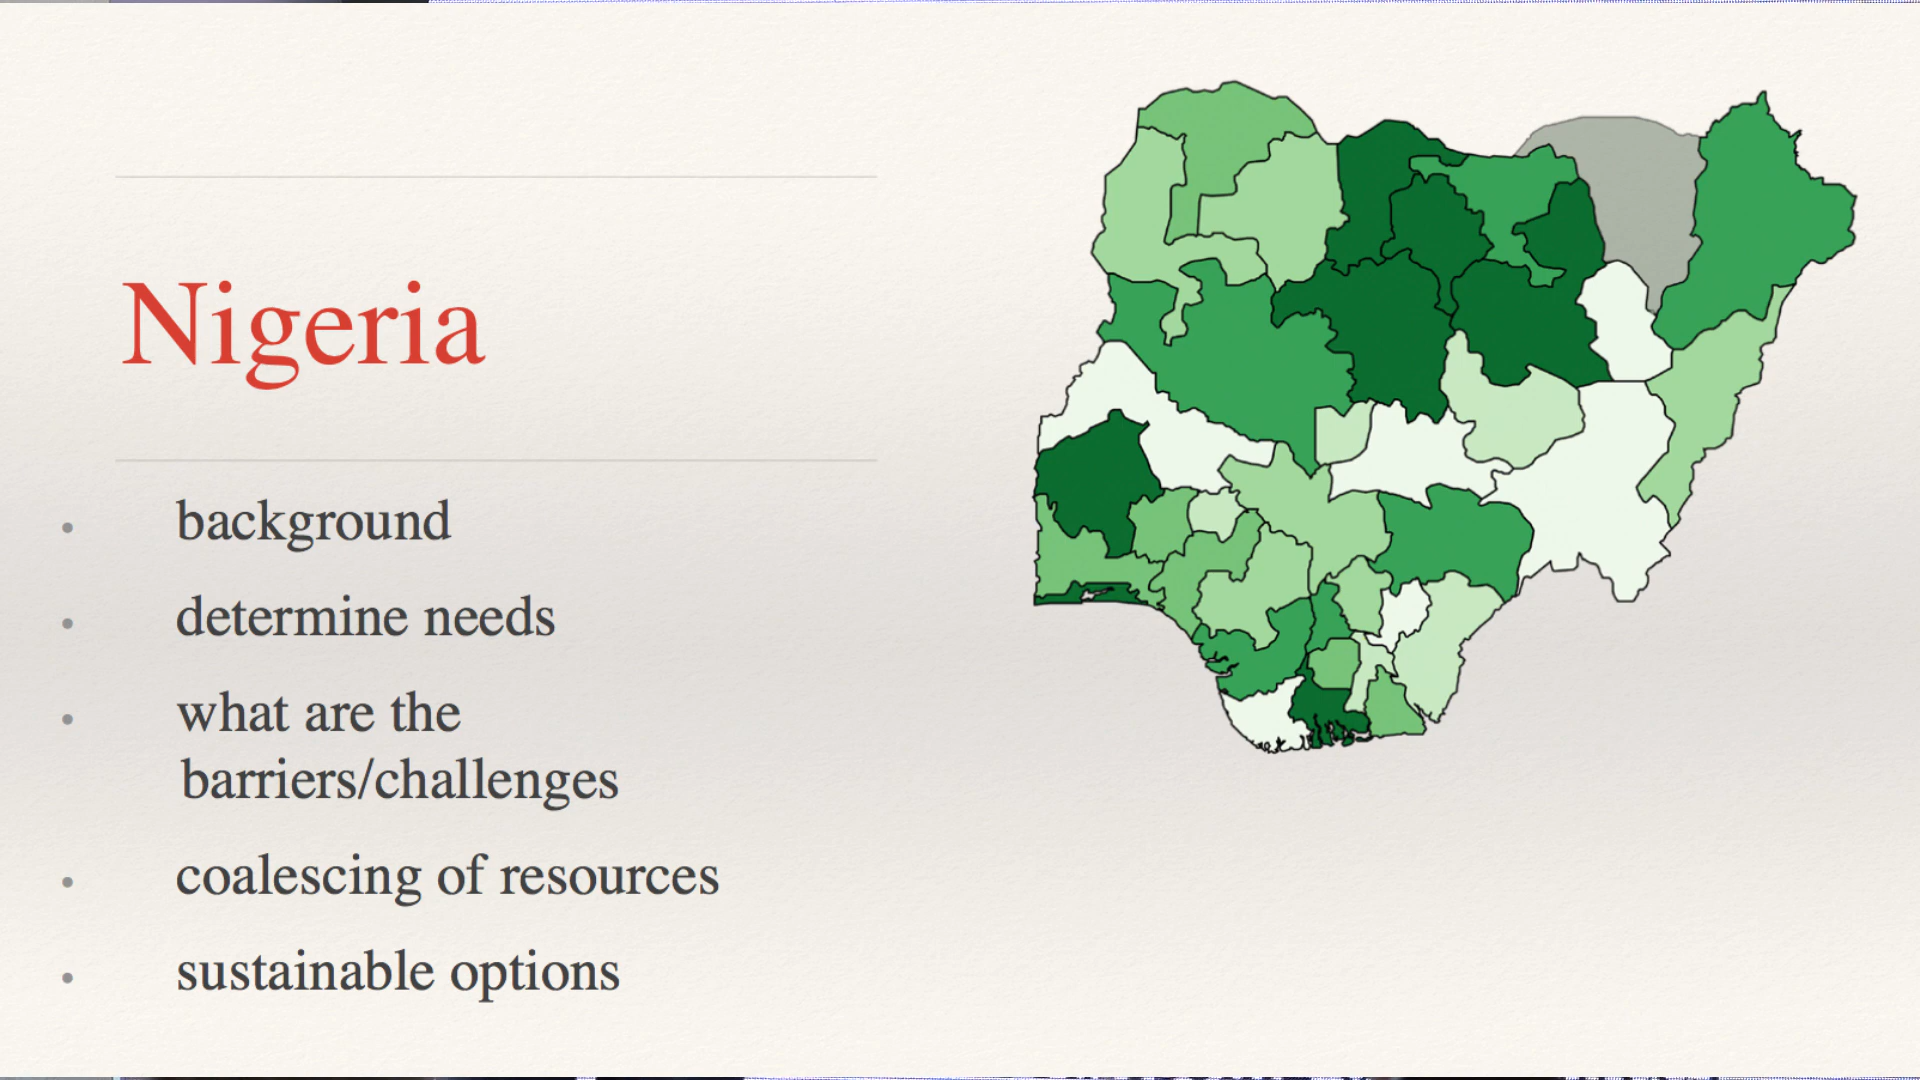 Nigeria
• background
• determine needs
• what are the
barriers/challenges
• coalescing of resources
• sustainable options